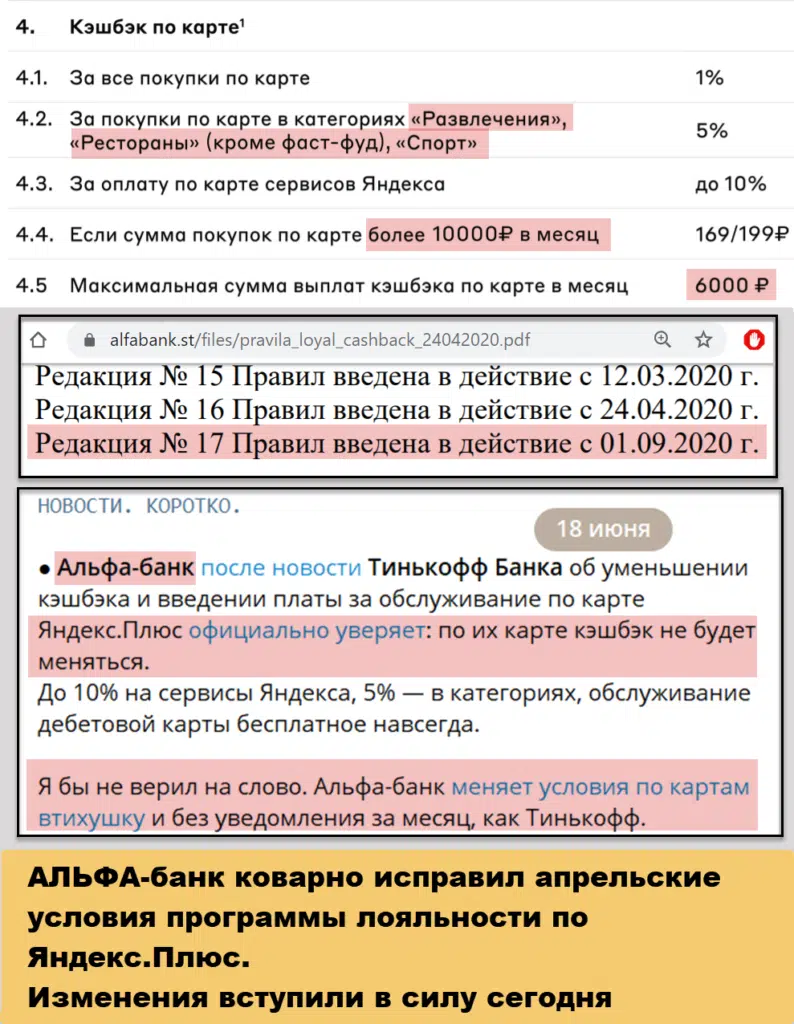 4. Кэшбэк по карте¹
4.1. За все покупки по карте 1%
4.2. За покупки по карте в категориях «Развлечения»,
«Рестораны» (кроме фаст-фуд), «Спорт» 5%
4.3. За оплату по карте сервисов Яндекса до 10%
4.4. Если сумма покупок по карте более 10000₽ в месяц 169/199₽
4.5 Максимальная сумма выплат кэшбэка по карте в месяц 6000 ₽
alfabank.st/files/pravila_loyal_cashback_24042020.pdf
Редакция № 15 Правил введена в действие с 12.03.2020 г.
Редакция № 16 Правил введена в действие с 24.04.2020 г.
Редакция № 17 Правил введена в действие с 01.09.2020 г.
НОВОСТИ. КОРОТКО.
18 июня
● Альфа-банк после новости Тинькофф Банка об уменьшении
кэшбэка и введении платы за обслуживание по карте
Яндекс.Плюс официально уверяет: по их карте кэшбэк не будет
меняться.
До 10% на сервисы Яндекса, 5% — в категориях, обслуживание
дебетовой карты бесплатное навсегда.
Я бы не верил на слово. Альфа-банк меняет условия по картам
втихушку и без уведомления за месяц, как Тинькофф.
АЛЬФА-банк коварно исправил апрельские
условия программы лояльности по
Яндекс.Плюс.
Изменения вступили в силу сегодня